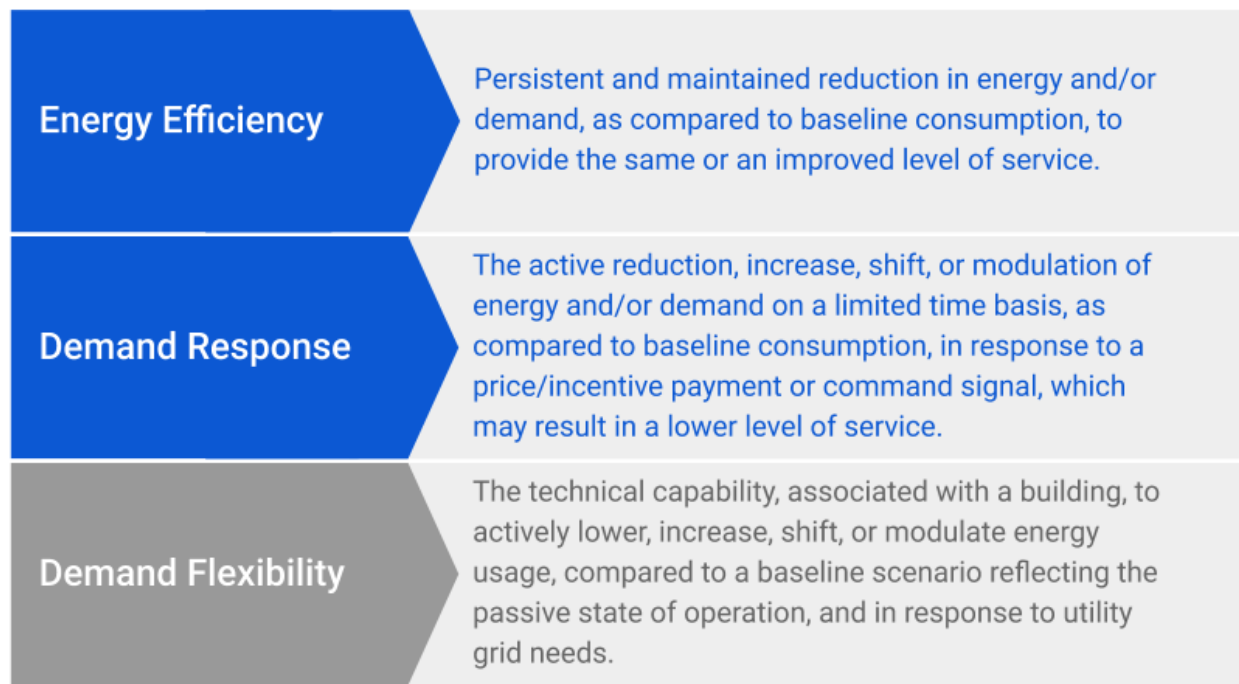 Energy Efficiency
Persistent and maintained reduction in energy and/or
demand, as compared to baseline consumption, to
provide the same or an improved level of service.
Demand Response
The active reduction, increase, shift, or modulation of
energy and/or demand on a limited time basis, as
compared to baseline consumption, in response to a
price/incentive payment or command signal, which
may result in a lower level of service.
Demand Flexibility
The technical capability, associated with a building, to
actively lower, increase, shift, or modulate energy
usage, compared to a baseline scenario reflecting the
passive state of operation, and in response to utility
grid needs.